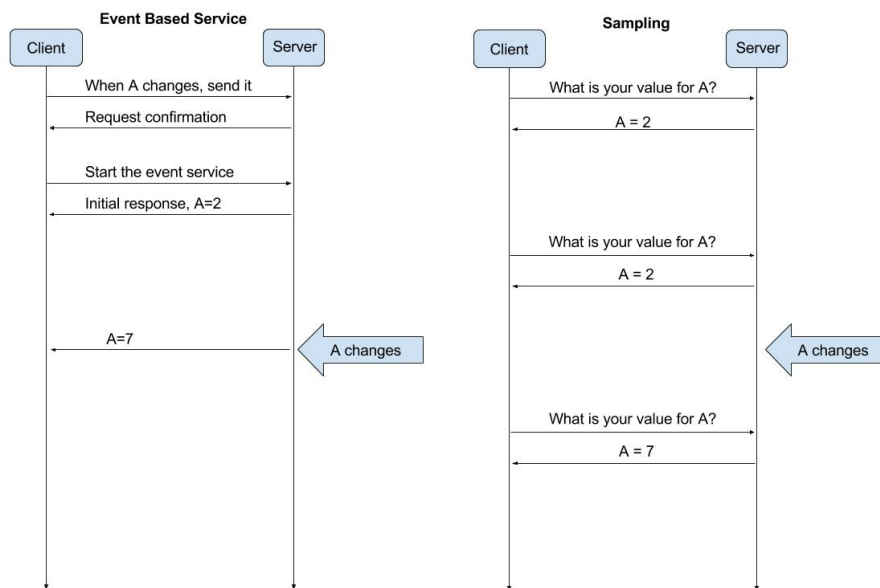 Event Based Service
Client
Server
When A changes, send it
Request confirmation
Start the event service
Initial response, A=2
A=7
A changes
Sampling
Client
Server
What is your value for A?
A = 2
What is your value for A?
A = 2
A changes
What is your value for A?
A = 7